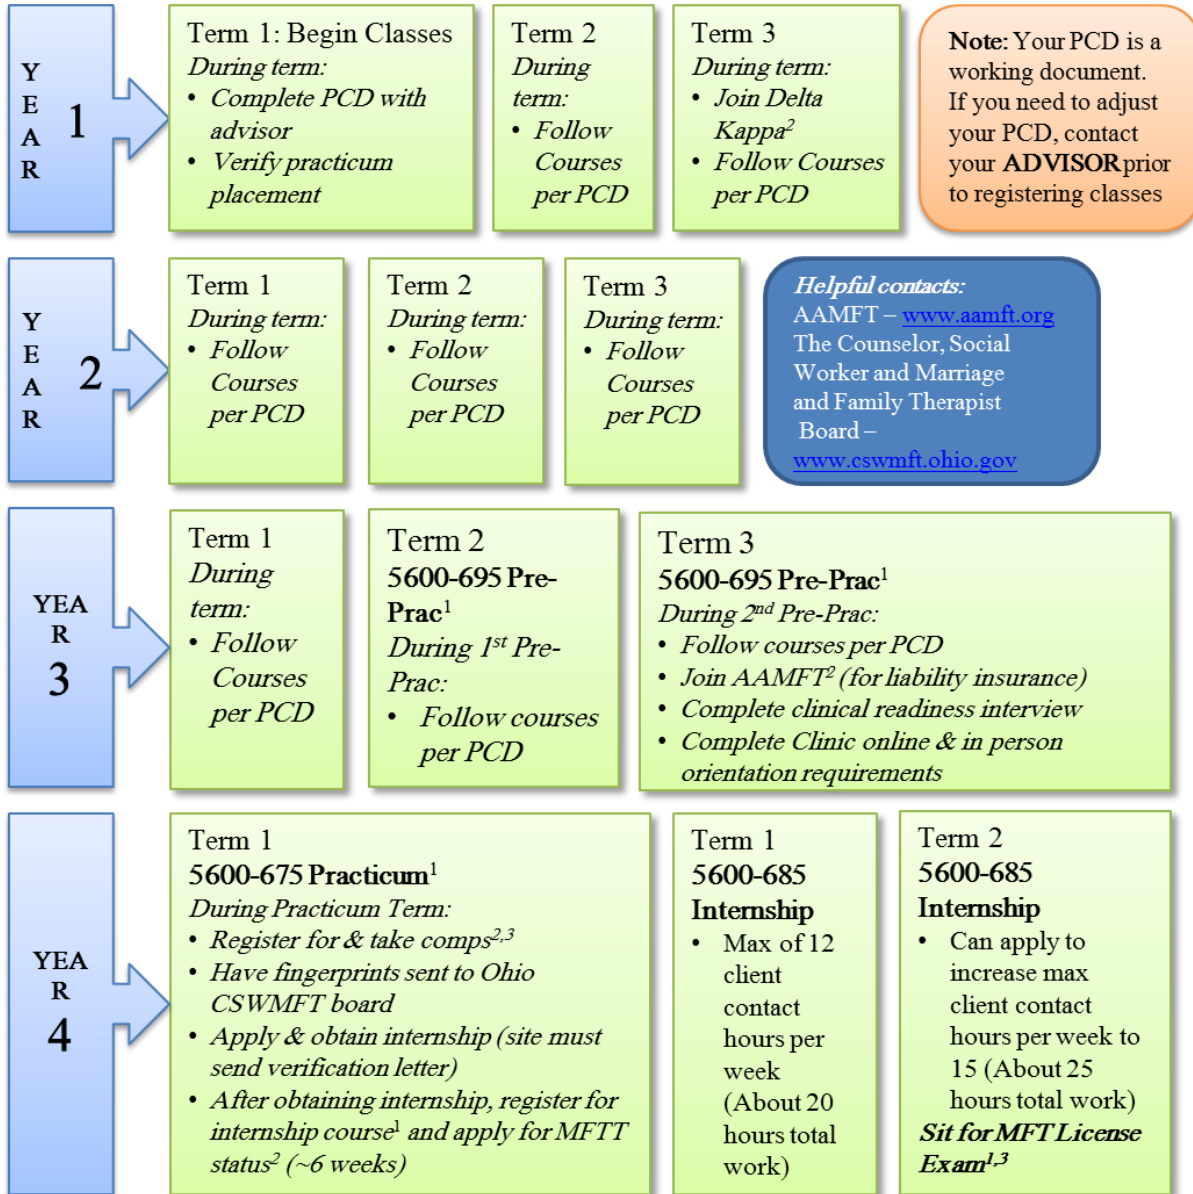 Y
E
A
R
1
Term 1: Begin Classes
During term:
• Complete PCD with
advisor
• Verify practicum
placement
Term 2
During
term:
• Follow
Courses
per PCD
Term 3
During term:
• Join Delta
Kappa2
• Follow Courses
per PCD
Note: Your PCD is a
working document.
If you need to adjust
your PCD, contact
your ADVISOR prior
to registering classes
Y
E
A
R
2
Term 1
During term:
• Follow
Courses
per PCD
Term 2
During term:
• Follow
Courses
per PCD
Term 3
During term:
• Follow
Courses
per PCD
Helpful contacts:
AAMFT – www.aamft.org
The Counselor, Social
Worker and Marriage
and Family Therapist
Board –
www.cswmft.ohio.gov
YEA
R
3
Term 1
During
term:
• Follow
Courses
per PCD
Term 2
5600-695 Pre-
Prac1
During 1st Pre-
Prac:
• Follow courses
per PCD
Term 3
5600-695 Pre-Prac1
During 2nd Pre-Prac:
• Follow courses per PCD
• Join AAMFT2 (for liability insurance)
• Complete clinical readiness interview
• Complete Clinic online & in person
orientation requirements
YEA
R
4
Term 1
5600-675 Practicum1
During Practicum Term:
• Register for & take comps2,3
• Have fingerprints sent to Ohio
CSWMFT board
• Apply & obtain internship (site must
send verification letter)
• After obtaining internship, register for
internship course1 and apply for MFTT
status2 (~6 weeks)
Term 1
5600-685
Internship
• Max of 12
client
contact
hours per
week
(About 20
hours total
work)
Term 2
5600-685
Internship
• Can apply to
increase max
client contact
hours per week to
15 (About 25
hours total work)
Sit for MFT License
Exam1,3